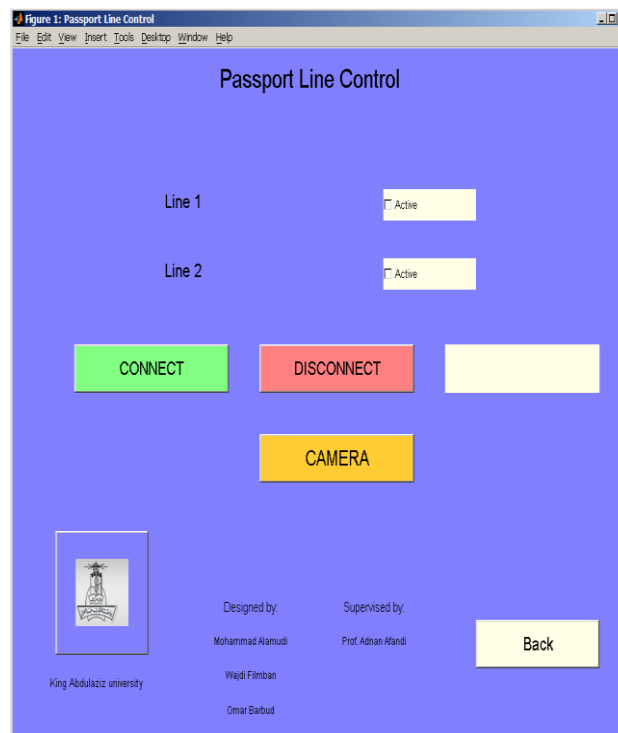 Figure 1: Passport Line Control
File Edit View Insert Tools Desktop Window Help
Passport Line Control
Line 1
Active
Line 2
Active
CONNECT
DISCONNECT
CAMERA
Designed by:
Supervised by:
Mohammad Alamudi
Prof. Adnan Afandi
Back
Wajdi Filmban
King Abdulaziz university
Omar Barbud